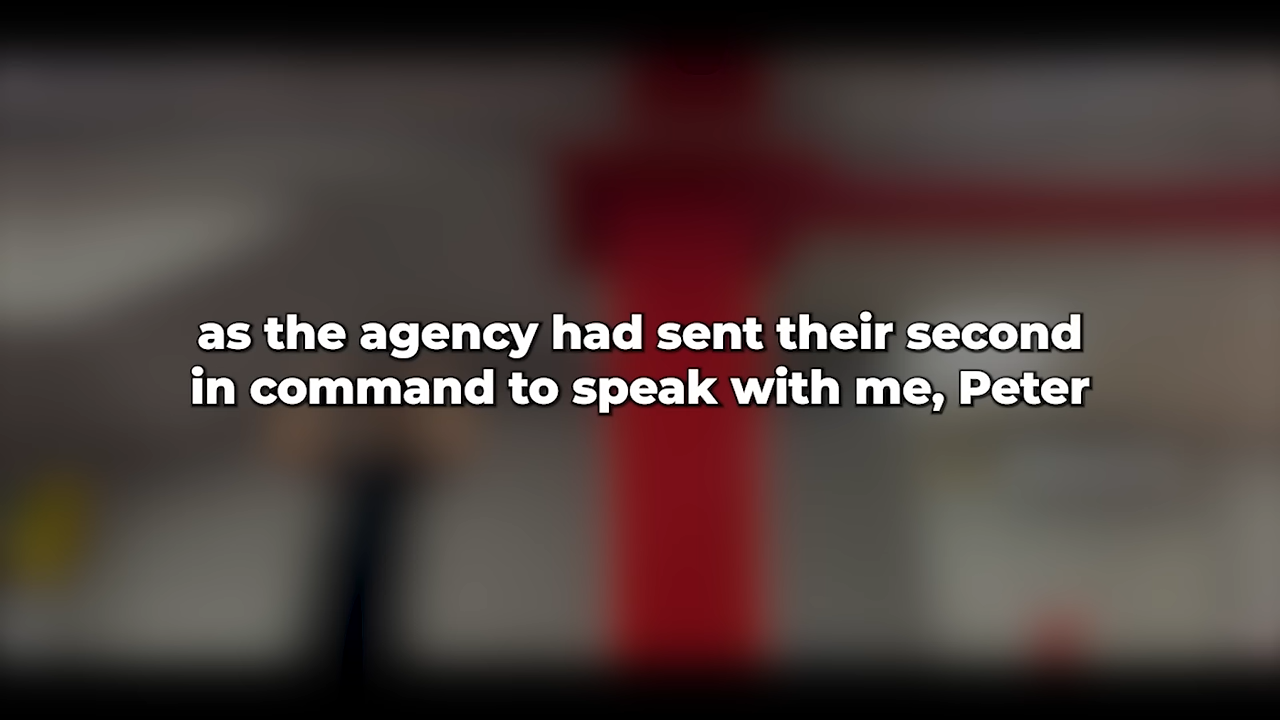 as the agency had sent their second
in command to speak with me, Peter